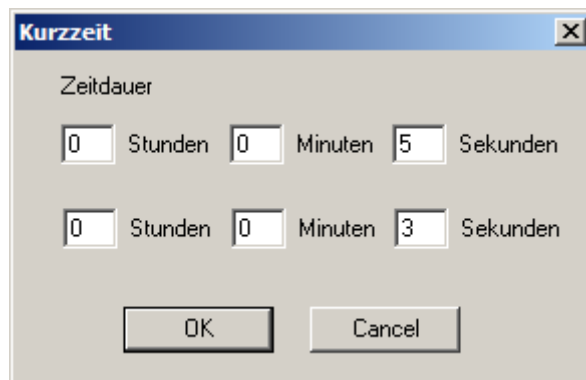 Kurzzeit
Zeitdauer
0 Stunden 0 Minuten 5 Sekunden
0 Stunden 0 Minuten 3 Sekunden
OK Cancel